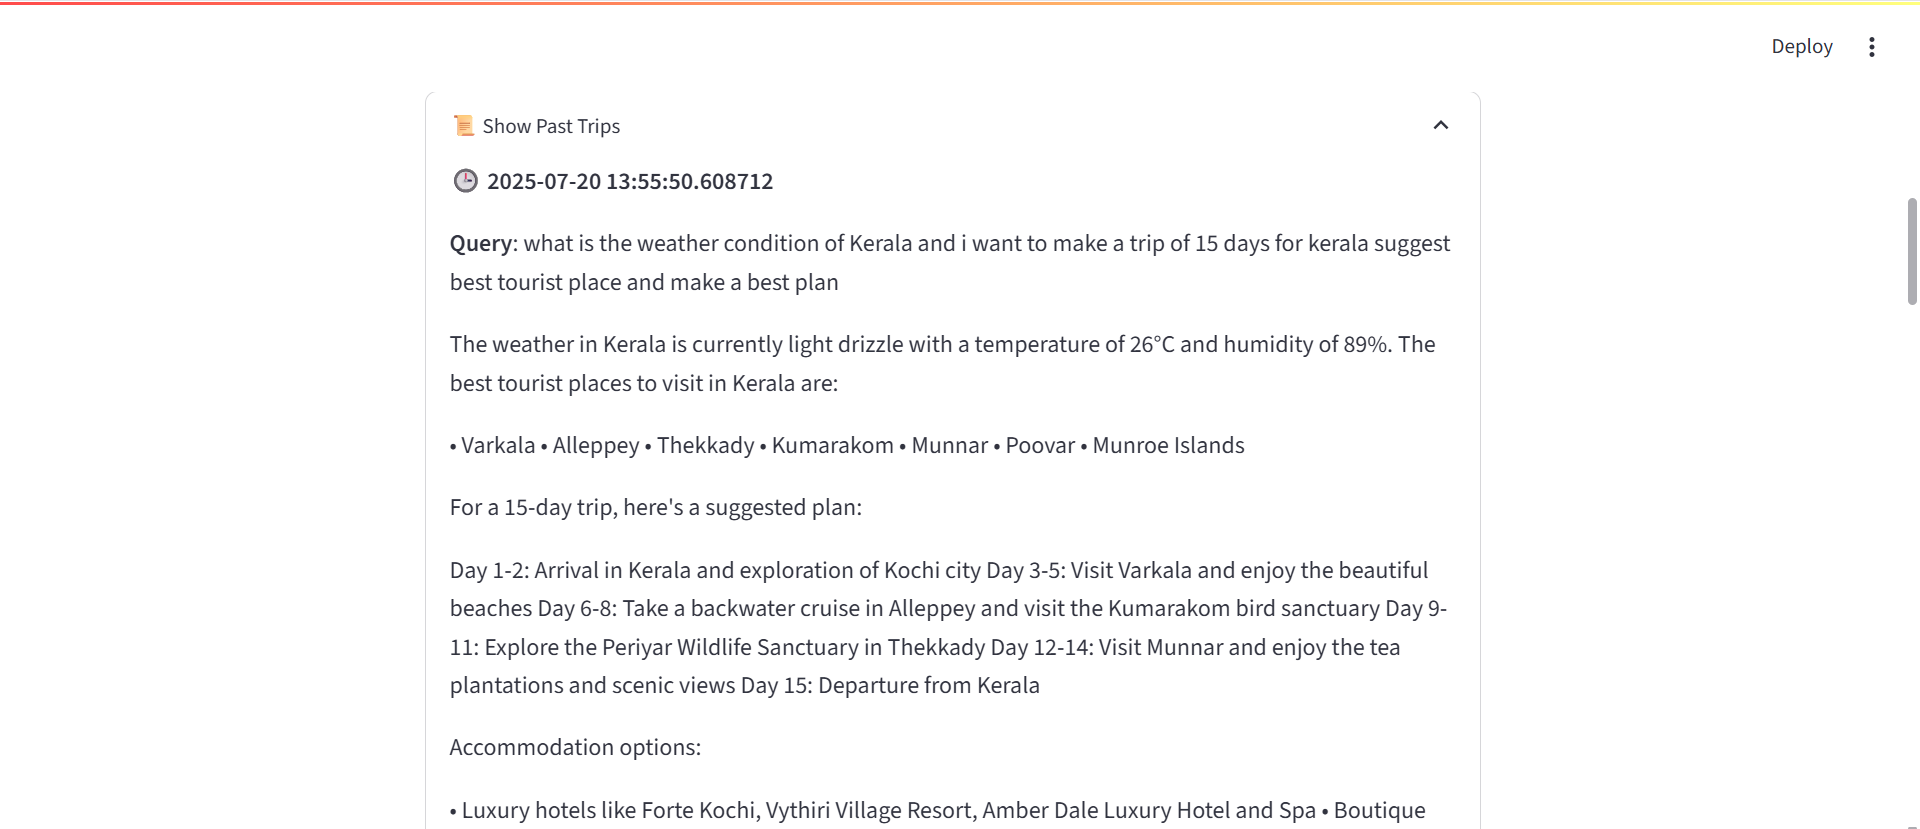 Deploy
Show Past Trips
2025-07-20 13:55:50.608712
Query: what is the weather condition of Kerala and i want to make a trip of 15 days for kerala suggest
best tourist place and make a best plan
The weather in Kerala is currently light drizzle with a temperature of 26°C and humidity of 89%. The
best tourist places to visit in Kerala are:
• Varkala • Alleppey • Thekkady • Kumarakom • Munnar • Poovar • Munroe Islands
For a 15-day trip, here's a suggested plan:
Day 1-2: Arrival in Kerala and exploration of Kochi city Day 3-5: Visit Varkala and enjoy the beautiful
beaches Day 6-8: Take a backwater cruise in Alleppey and visit the Kumarakom bird sanctuary Day 9-
11: Explore the Periyar Wildlife Sanctuary in Thekkady Day 12-14: Visit Munnar and enjoy the tea
plantations and scenic views Day 15: Departure from Kerala
Accommodation options:
• Luxury hotels like Forte Kochi, Vythiri Village Resort, Amber Dale Luxury Hotel and Spa • Boutique